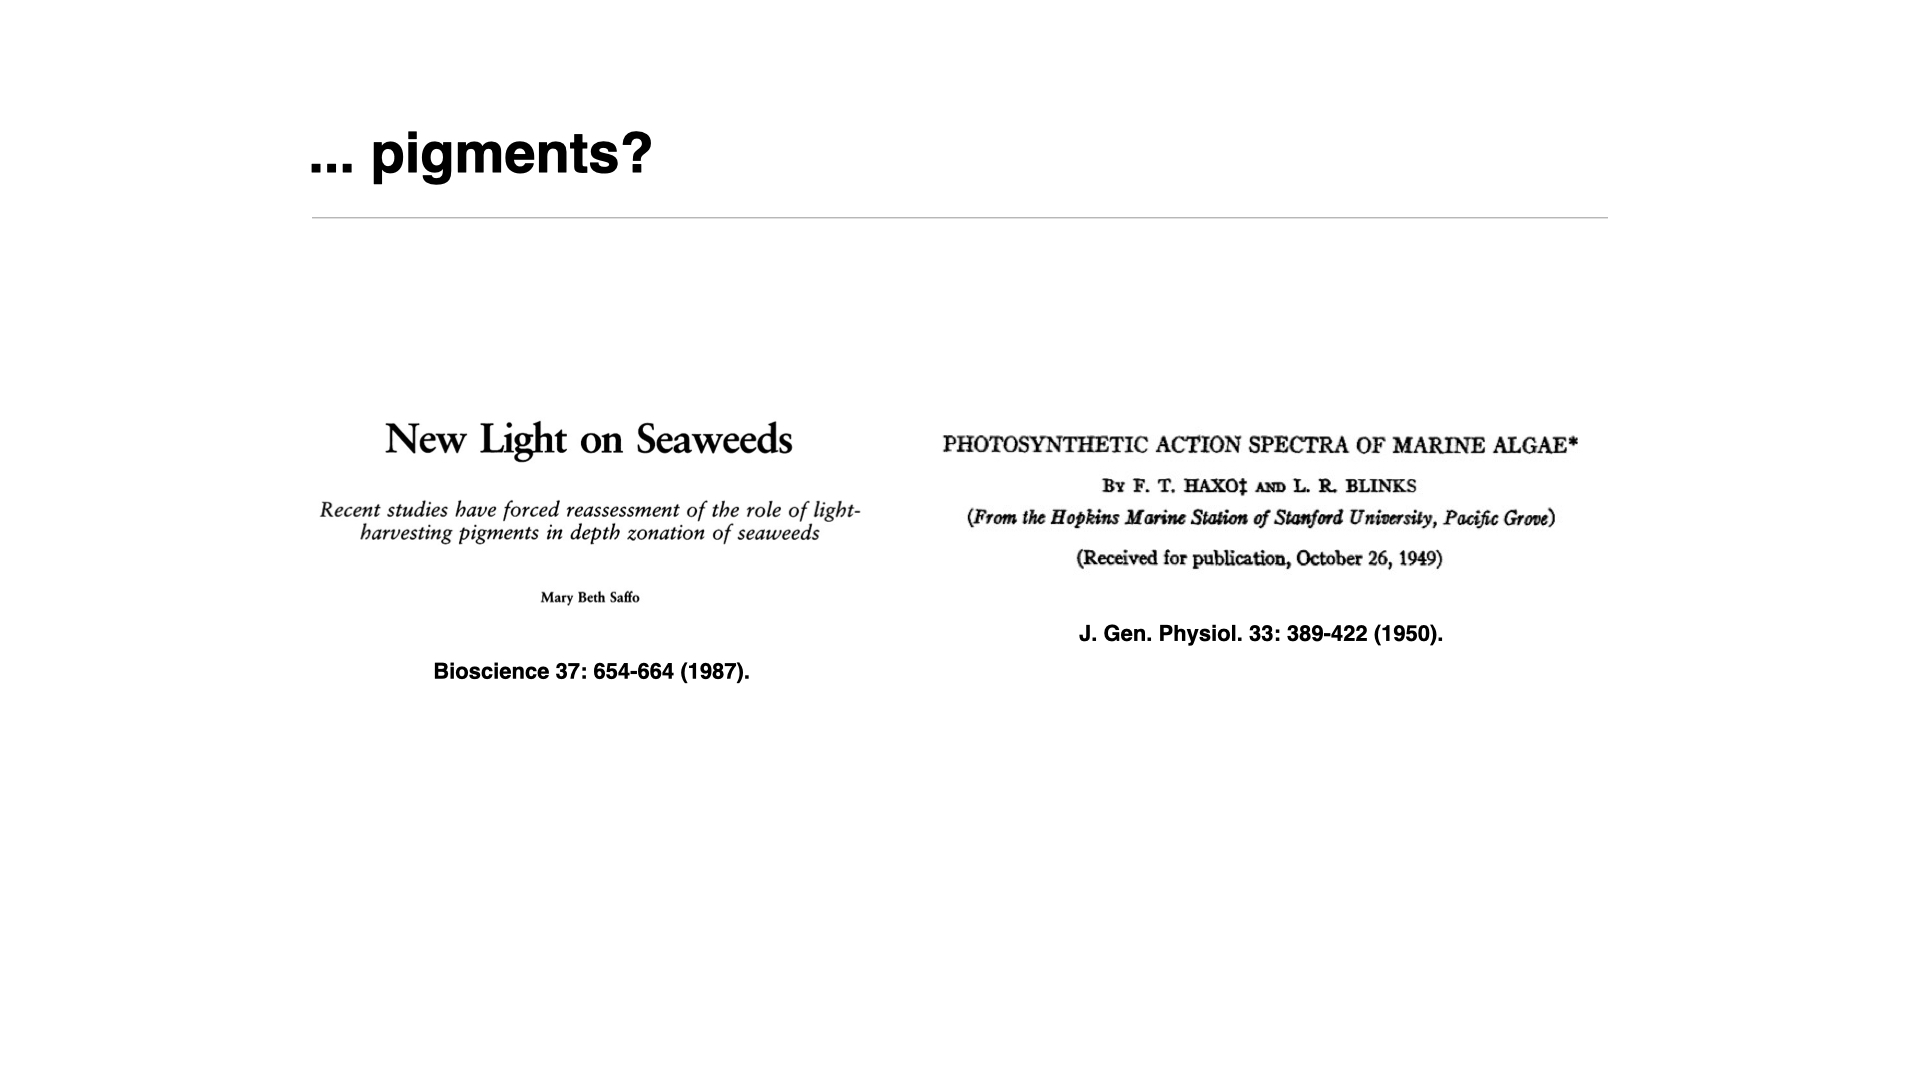 ... pigments?
New Light on Seaweeds
Recent studies have forced reassessment of the role of light-
harvesting pigments in depth zonation of seaweeds
Mary Beth Saffo
Bioscience 37: 654-664 (1987).
PHOTOSYNTHETIC ACTION SPECTRA OF MARINE ALGAE*
By F. T. HAXO‡ AND L. R. BLINKS
(From the Hopkins Marine Station of Stanford University, Pacific Grove)
(Received for publication, October 26, 1949)
J. Gen. Physiol. 33: 389-422 (1950).